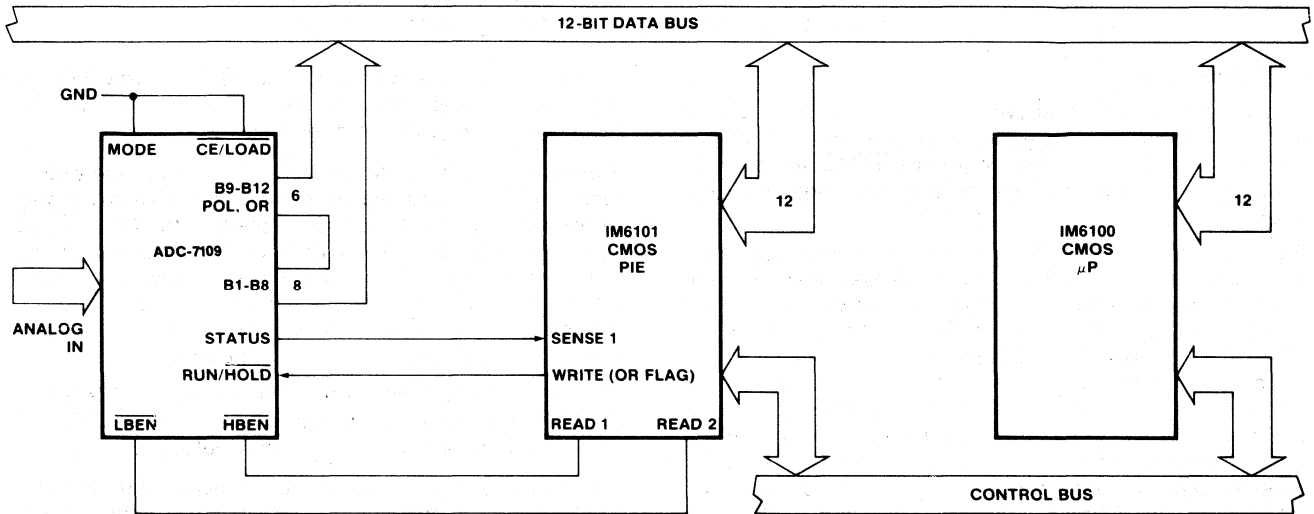 12-BIT DATA BUS
GND
MODE
CE/LOAD
B9-B12
POL, OR
6
ADC-7109
B1-B8
8
ANALOG
IN
STATUS
RUN/HOLD
LBEN
HBEN
12
IM6101
CMOS
PIE
SENSE 1
WRITE (OR FLAG)
READ 1
READ 2
12
IM6100
CMOS
μP
CONTROL BUS